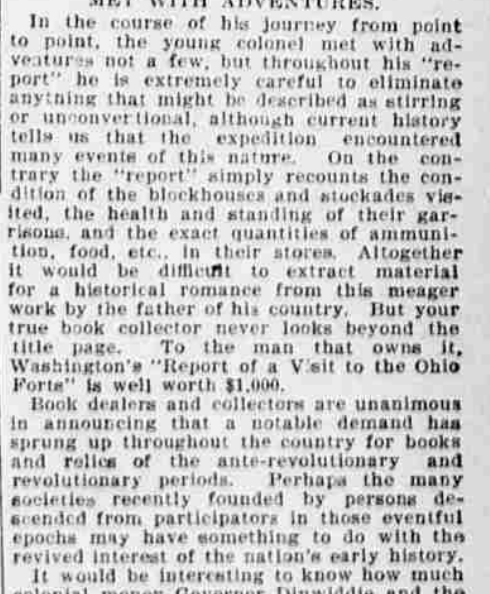 MET WITH ADVENTURES.
In the course of his journey from point
to point, the young colonel met with ad-
ventures not a few, but throughout his "re-
port" he is extremely careful to eliminate
anything that might be described as stirring
or unconventional, although current history
tells us that the expedition encountered
many events of this nature. On the con-
trary the "report" simply recounts the con-
dition of the blockhouses and stockades vis-
ited, the health and standing of their gar-
risons, and the exact quantities of ammuni-
tion, food, etc., in their stores. Altogether
it would be difficult to extract material
for a historical romance from this meager
work by the father of his country. But your
true book collector never looks beyond the
title page. To the man that owns it,
Washington's "Report of a Visit to the Ohio
Forts" is well worth $1,000.
Book dealers and collectors are unanimous
in announcing that a notable demand has
sprung up throughout the country for books
and relics of the ante-revolutionary and
revolutionary periods. Perhaps the many
societies recently founded by persons de-
scended from participators in those eventful
epochs may have something to do with the
revived interest of the nation's early history.
It would be interesting to know how much
colonial money Governor Dinwiddie and the